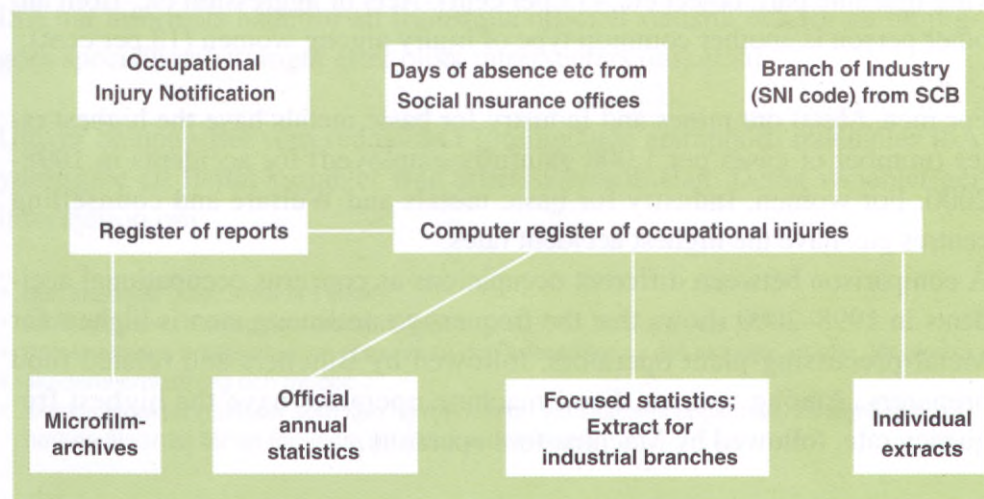 Occupational
Injury Notification
Days of absence etc from
Social Insurance offices
Branch of Industry
(SNI code) from SCB
Register of reports
Computer register of occupational injuries
Microfilm-
archives
Official
annual
statistics
Focused statistics;
Extract for
industrial branches
Individual
extracts